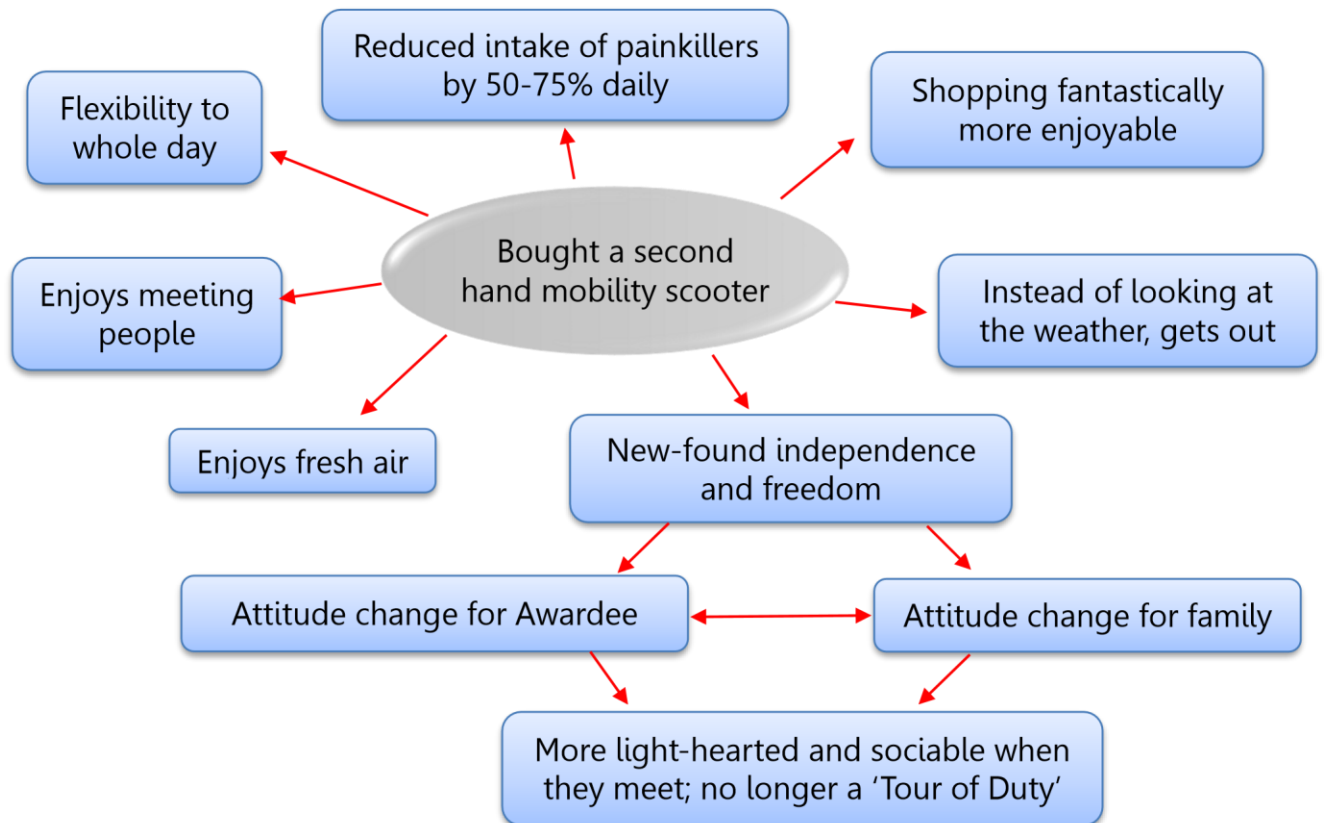 Reduced intake of painkillers
by 50-75% daily
Flexibility to
whole day
Shopping fantastically
more enjoyable
Bought a second
hand mobility scooter
Enjoys meeting
people
Instead of looking at
the weather, gets out
Enjoys fresh air
New-found independence
and freedom
Attitude change for Awardee
Attitude change for family
More light-hearted and sociable when
they meet; no longer a ‘Tour of Duty’